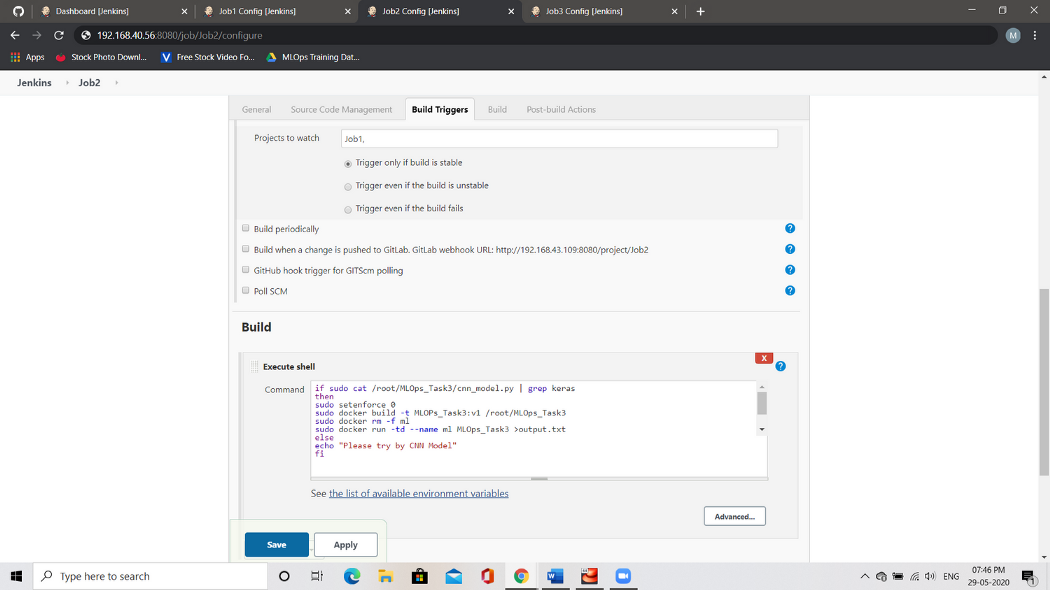 Dashboard [Jenkins]
Job1 Config [Jenkins]
Job2 Config [Jenkins]
Job3 Config [Jenkins]
192.168.40.56:8080/job/Job2/configure
M
Apps
Stock Photo Downl...
Free Stock Video Fo...
MLOps Training Dat...
Jenkins
Job2
General
Source Code Management
Build Triggers
Build
Post-build Actions
Projects to watch
Job1,
Trigger only if build is stable
Trigger even if the build is unstable
Trigger even if the build fails
Build periodically
Build when a change is pushed to GitLab. GitLab webhook URL: http://192.168.43.109:8080/project/Job2
GitHub hook trigger for GITScm polling
Poll SCM
Build
X
Execute shell
Command
if sudo cat /root/MLOps_Task3/cnn_model.py | grep keras
then
sudo setenforce 0
sudo docker build -t MLOPs_Task3:v1 /root/MLOps_Task3
sudo docker rm -f ml
sudo docker run -td --name ml MLOps_Task3 >output.txt
else
echo "Please try by CNN Model"
fi
See the list of available environment variables
Advanced...
Save
Apply
Type here to search
ENG
07:46 PM
29-05-2020